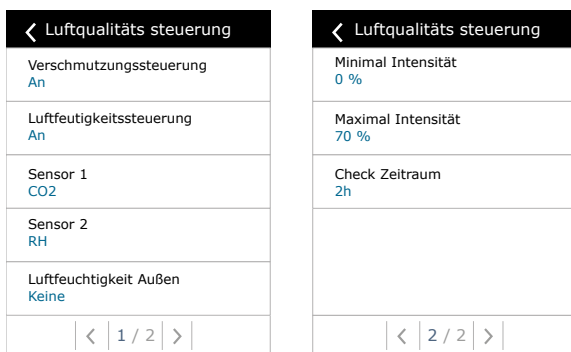 Luftqualitäts steuerung
Verschmutzungssteuerung
An
Luftfeutigkeitssteuerung
An
Sensor 1
CO2
Sensor 2
RH
Luftfeuchtigkeit Außen
Keine
1 / 2
Luftqualitäts steuerung
Minimal Intensität
0 %
Maximal Intensität
70 %
Check Zeitraum
2h
2 / 2